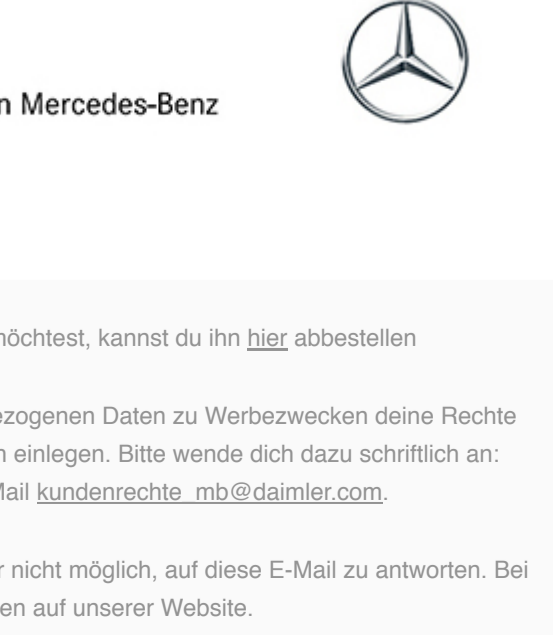 n Mercedes-Benz
möchtest, kannst du ihn hier abbestellen
ezogenen Daten zu Werbezwecken deine Rechte
n einlegen. Bitte wende dich dazu schriftlich an:
Mail kundenrechte_mb@daimler.com.
r nicht möglich, auf diese E-Mail zu antworten. Bei
en auf unserer Website.